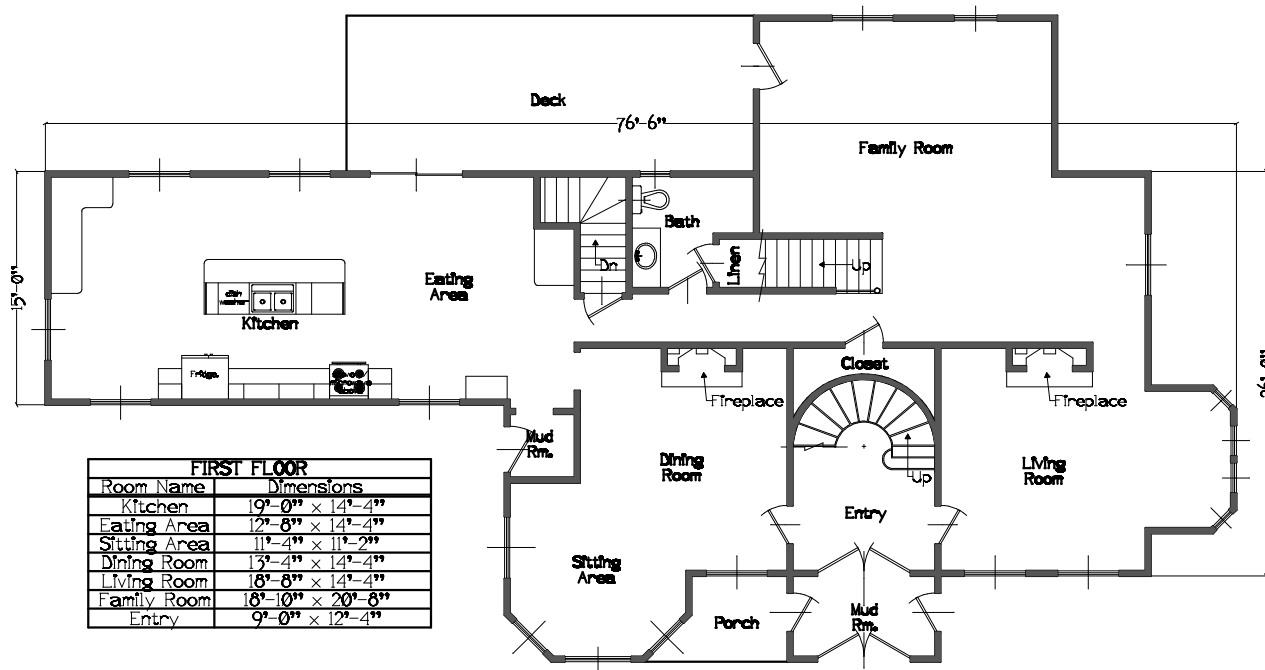 Deck
76'-6"
Family Room
Bath
Linen
Up
Dn
15'-0"
Eating
Area
dish
washer
Kitchen
Fridge
Closet
Fireplace
Fireplace
Up
Mud
Rm.
Dining
Room
Living
Room
Entry
Sitting
Area
Porch
Mud
Rm.
FIRST FLOOR
Room Name Dimensions
Kitchen 19'-0" × 14'-4"
Eating Area 12'-8" × 14'-4"
Sitting Area 11'-4" × 11'-2"
Dining Room 13'-4" × 14'-4"
Living Room 18'-8" × 14'-4"
Family Room 18'-10" × 20'-8"
Entry 9'-0" × 12'-4"